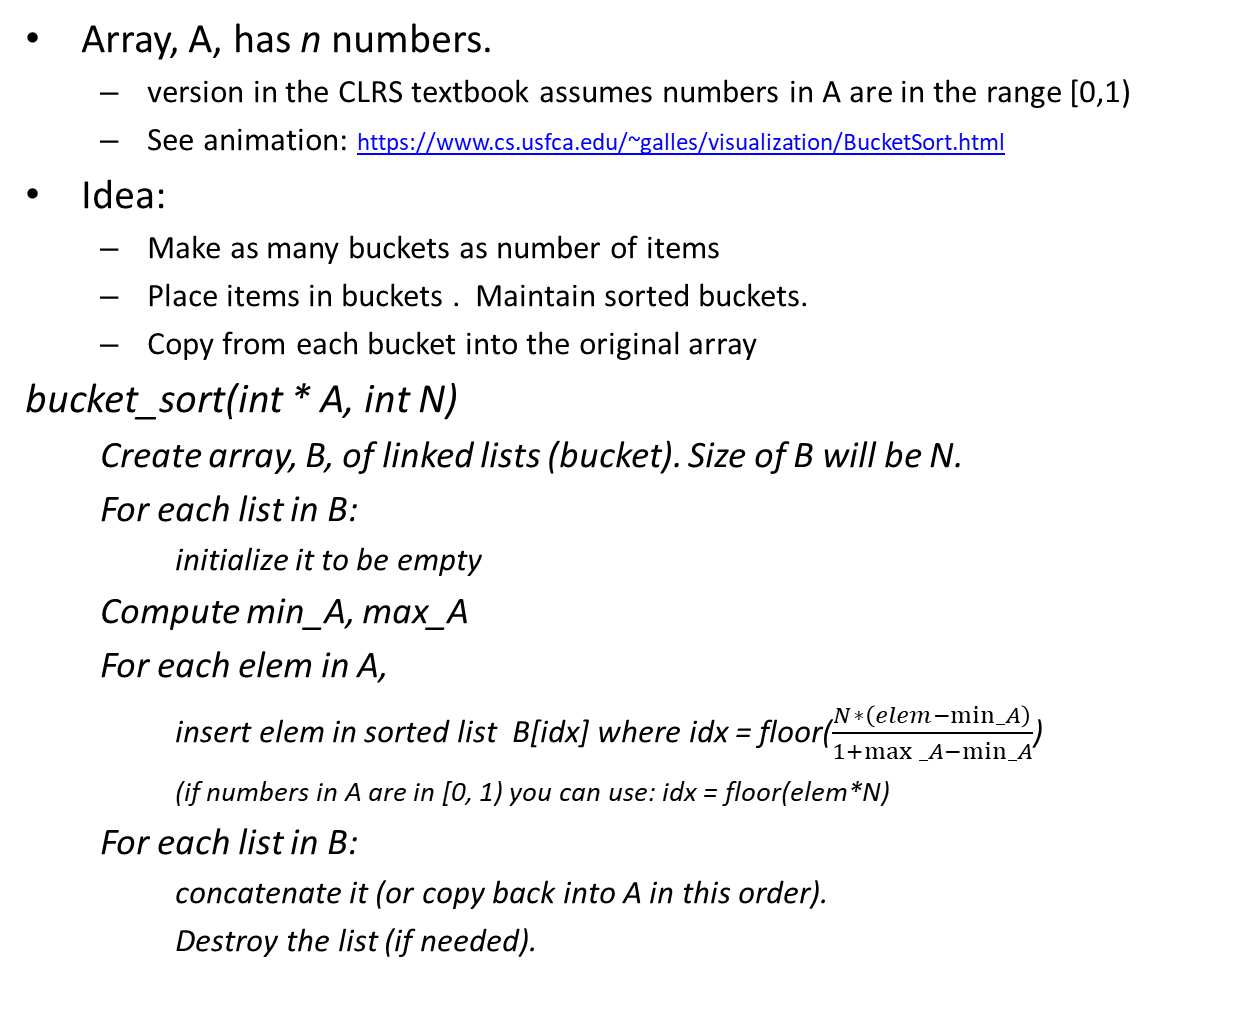 • Array, A, has n numbers.
– version in the CLRS textbook assumes numbers in A are in the range [0,1)
– See animation: https://www.cs.usfca.edu/~galles/visualization/BucketSort.html
• Idea:
– Make as many buckets as number of items
– Place items in buckets .  Maintain sorted buckets.
– Copy from each bucket into the original array
bucket_sort(int * A, int N)
Create array, B, of linked lists (bucket). Size of B will be N.
For each list in B:
initialize it to be empty
Compute min_A, max_A
For each elem in A,
insert elem in sorted list  B[idx] where idx = floor(\frac{N*(elem−min_A)}{1+max _A−min_A})
(if numbers in A are in [0, 1) you can use: idx = floor(elem*N)
For each list in B:
concatenate it (or copy back into A in this order).
Destroy the list (if needed).